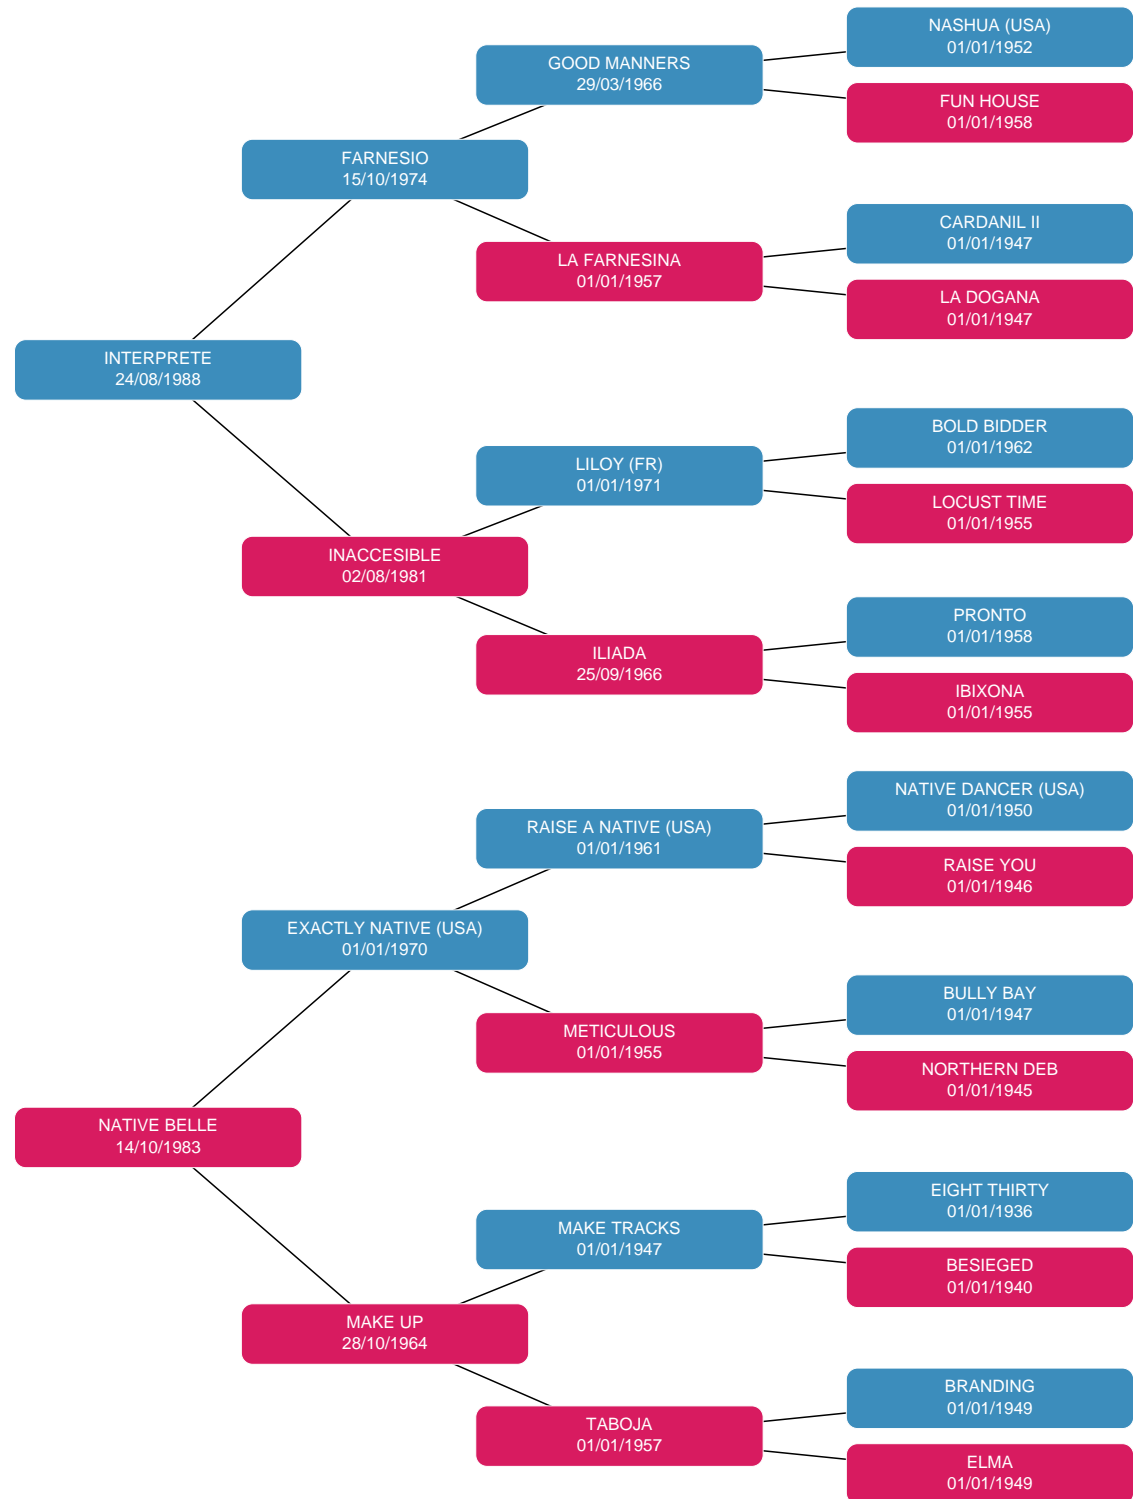 NASHUA (USA)
01/01/1952
GOOD MANNERS
29/03/1966
FUN HOUSE
01/01/1958
FARNESIO
15/10/1974
CARDANIL II
01/01/1947
LA FARNESINA
01/01/1957
LA DOGANA
01/01/1947
INTERPRETE
24/08/1988
BOLD BIDDER
01/01/1962
LILOY (FR)
01/01/1971
LOCUST TIME
01/01/1955
INACCESIBLE
02/08/1981
PRONTO
01/01/1958
ILIADA
25/09/1966
IBIXONA
01/01/1955
NATIVE DANCER (USA)
01/01/1950
RAISE A NATIVE (USA)
01/01/1961
RAISE YOU
01/01/1946
EXACTLY NATIVE (USA)
01/01/1970
BULLY BAY
01/01/1947
METICULOUS
01/01/1955
NORTHERN DEB
01/01/1945
NATIVE BELLE
14/10/1983
EIGHT THIRTY
01/01/1936
MAKE TRACKS
01/01/1947
BESIEGED
01/01/1940
MAKE UP
28/10/1964
BRANDING
01/01/1949
TABOJA
01/01/1957
ELMA
01/01/1949